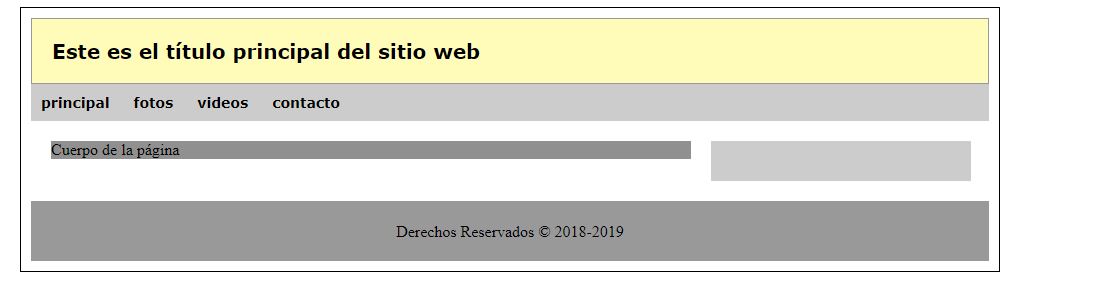 Este es el título principal del sitio web
principal fotos videos contacto
Cuerpo de la página
Derechos Reservados © 2018-2019